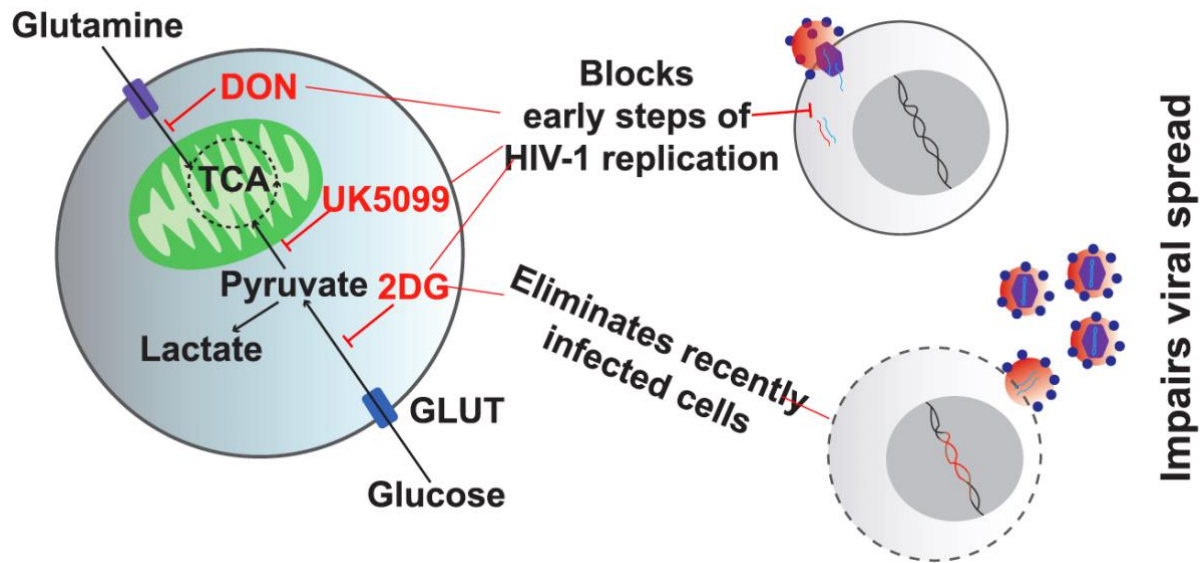 Glutamine
DON
TCA
UK5099
Pyruvate
2DG
Lactate
GLUT
Glucose
Blocks
early steps of
HIV-1 replication
Eliminates recently
infected cells
Impairs viral spread